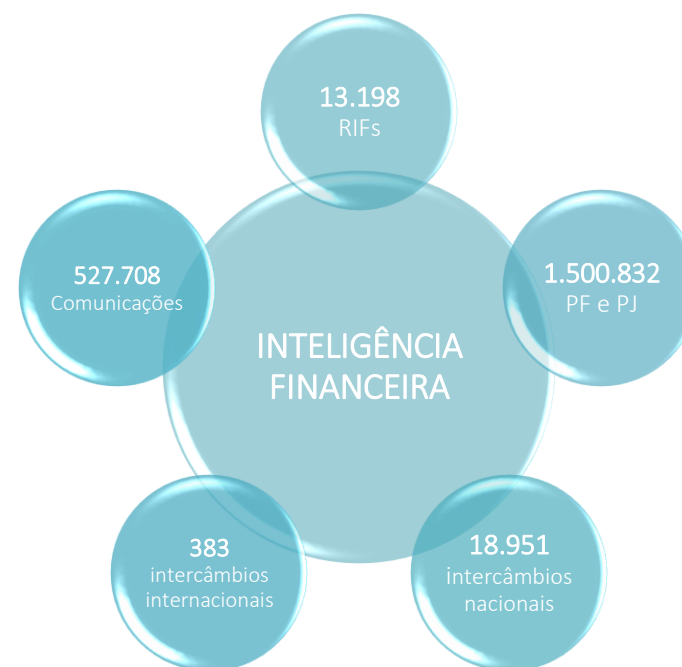 13.198
RIFs
527.708
Comunicações
1.500.832
PF e PJ
INTELIGÊNCIA
FINANCEIRA
383
intercâmbios
internacionais
18.951
intercâmbios
nacionais